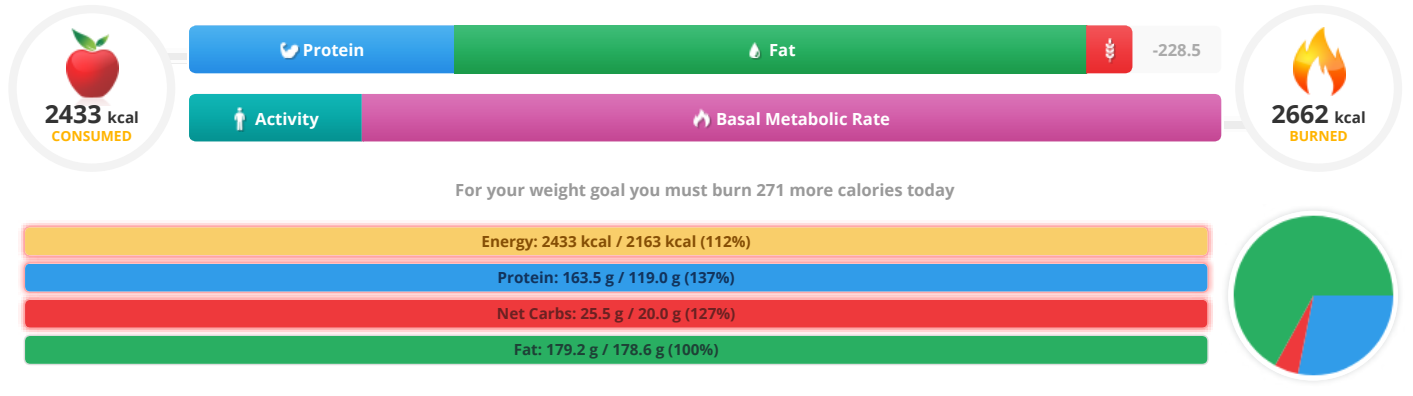 Protein
Fat
-228.5
2433 kcal
CONSUMED
Activity
Basal Metabolic Rate
2662 kcal
BURNED
For your weight goal you must burn 271 more calories today
Energy: 2433 kcal / 2163 kcal (112%)
Protein: 163.5 g / 119.0 g (137%)
Net Carbs: 25.5 g / 20.0 g (127%)
Fat: 179.2 g / 178.6 g (100%)